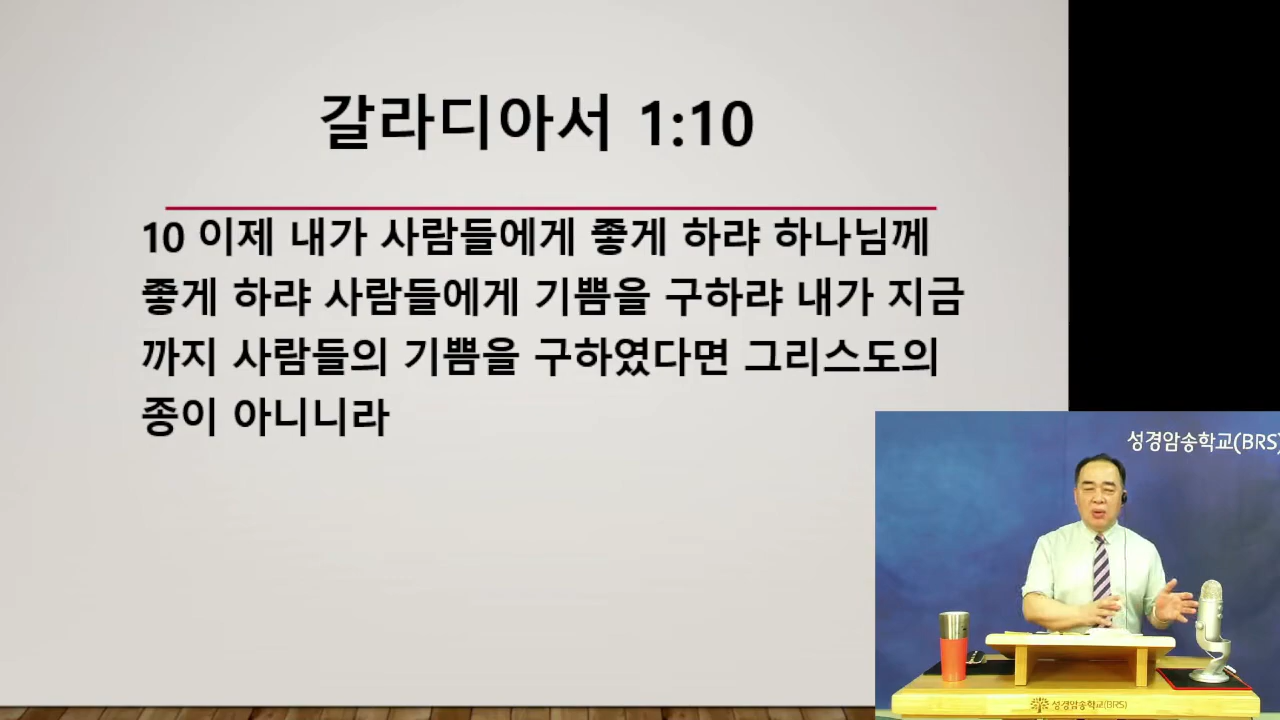 갈라디아서 1:10
10 이제 내가 사람들에게 좋게 하랴 하나님께
좋게 하랴 사람들에게 기쁨을 구하랴 내가 지금
까지 사람들의 기쁨을 구하였다면 그리스도의
종이 아니니라
성경암송학교(BRS)
성경암송학교(BRS)